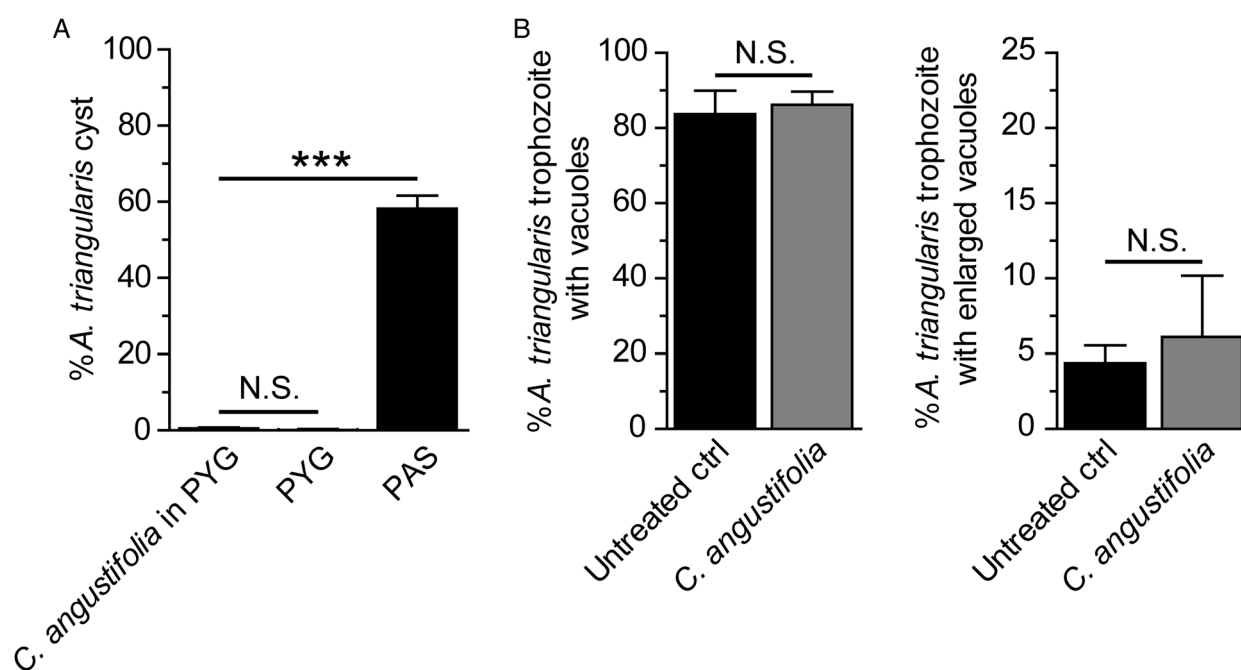 A
%A. triangularis cyst
100
80
60
40
20
0
***
N.S.
C. angustifolia in PYG
PYG
PAS
B
%A. triangularis trophozoite
with vacuoles
100
80
60
40
20
0
N.S.
Untreated ctrl
C. angustifolia
%A. triangularis trophozoite
with enlarged vacuoles
25
20
15
10
5
0
N.S.
Untreated ctrl
C. angustifolia